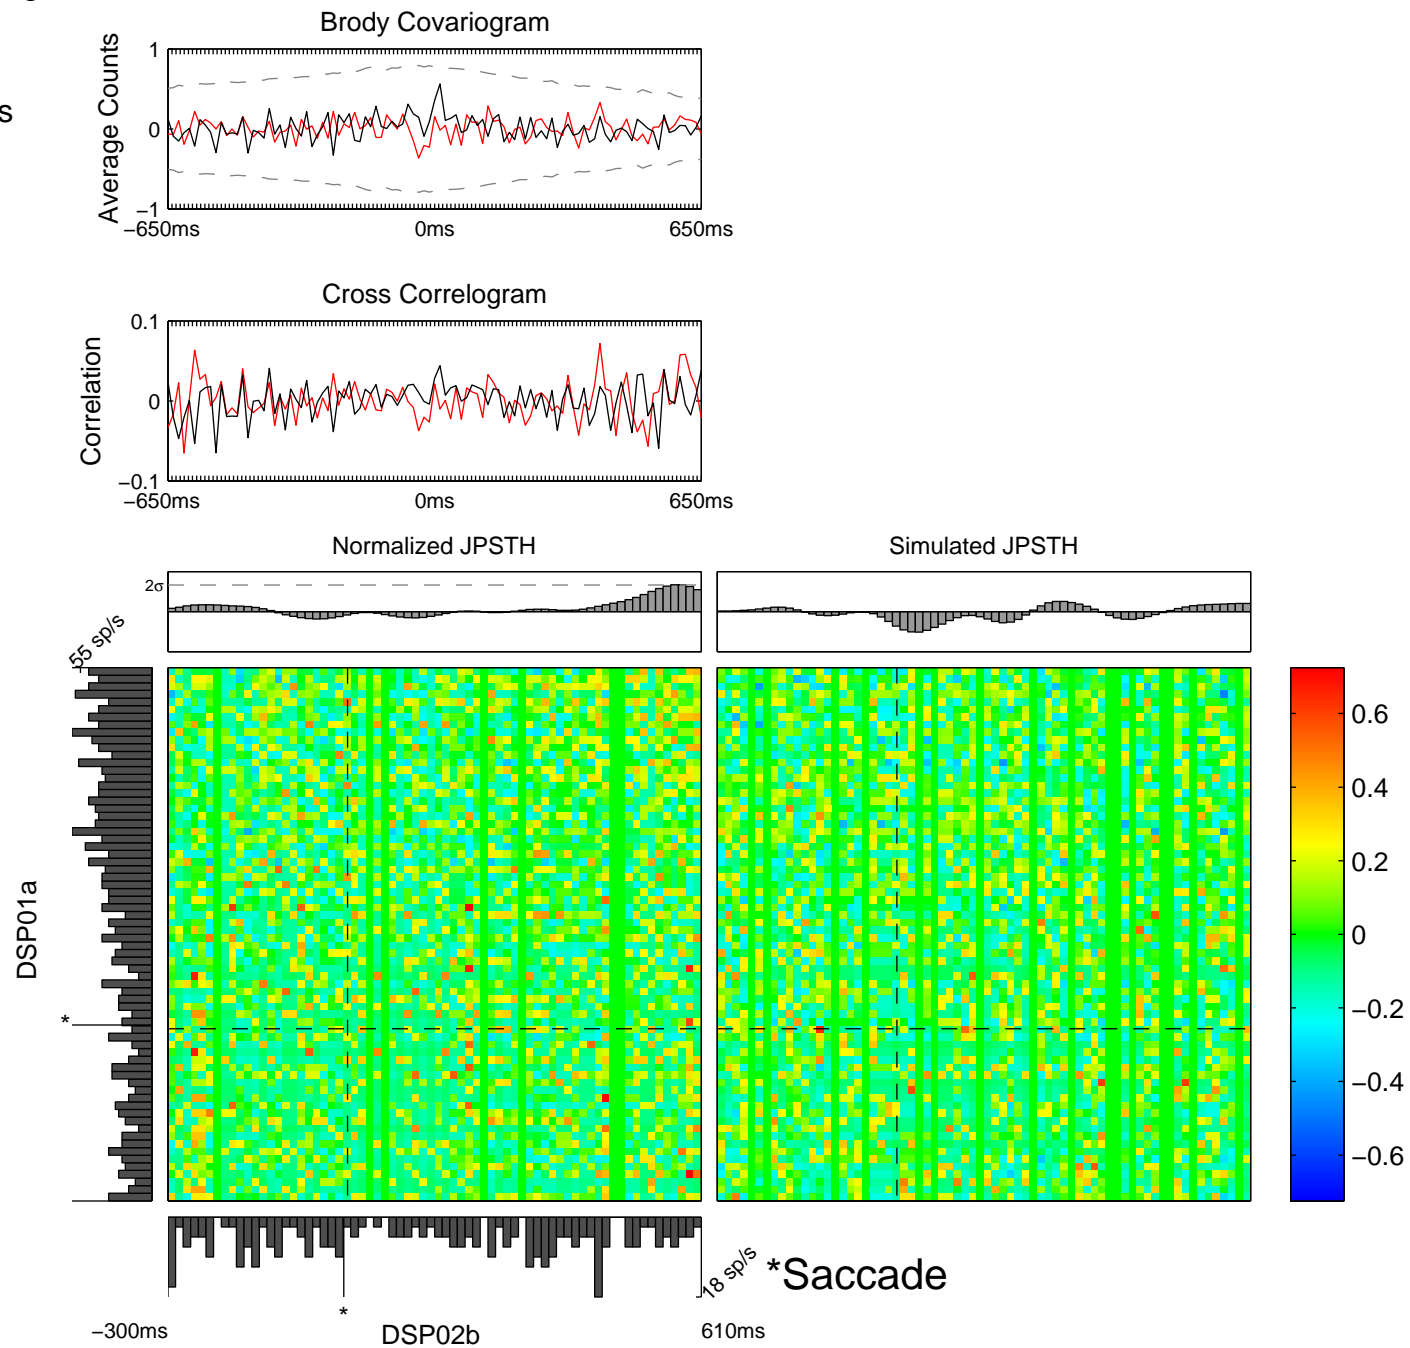 g
Brody Covariogram
s
Average Counts
1
0
−1
−650ms
0ms
650ms
Cross Correlogram
Correlation
0.1
0
−0.1
−650ms
0ms
650ms
Normalized JPSTH
Simulated JPSTH
2σ
55 sp/s
DSP01a
*
0.6
0.4
0.2
0
−0.2
−0.4
−0.6
18 sp/s
*Saccade
*
−300ms
DSP02b
610ms